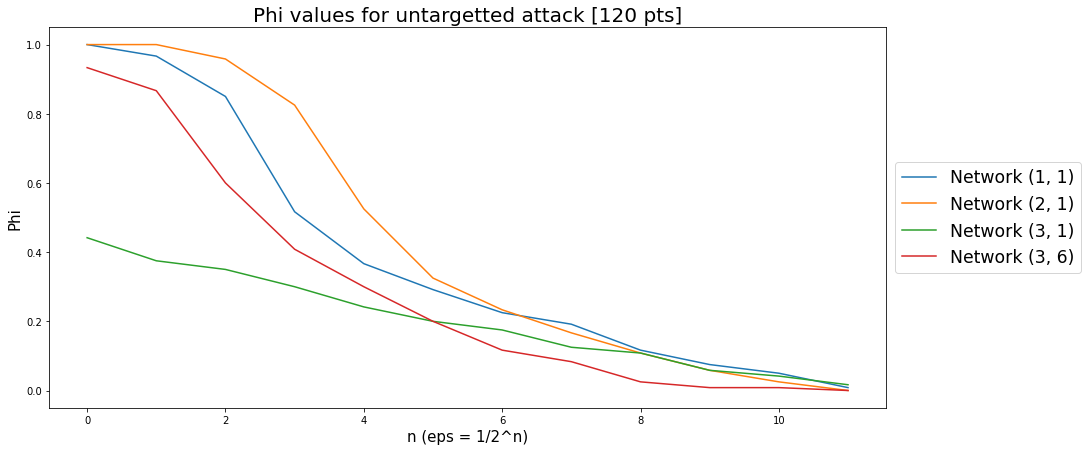 Phi values for untargetted attack [120 pts]
1.0
0.8
0.6
0.4
0.2
0.0
Phi
0 2 4 6 8 10
n (eps = 1/2^n)
Network (1, 1)
Network (2, 1)
Network (3, 1)
Network (3, 6)